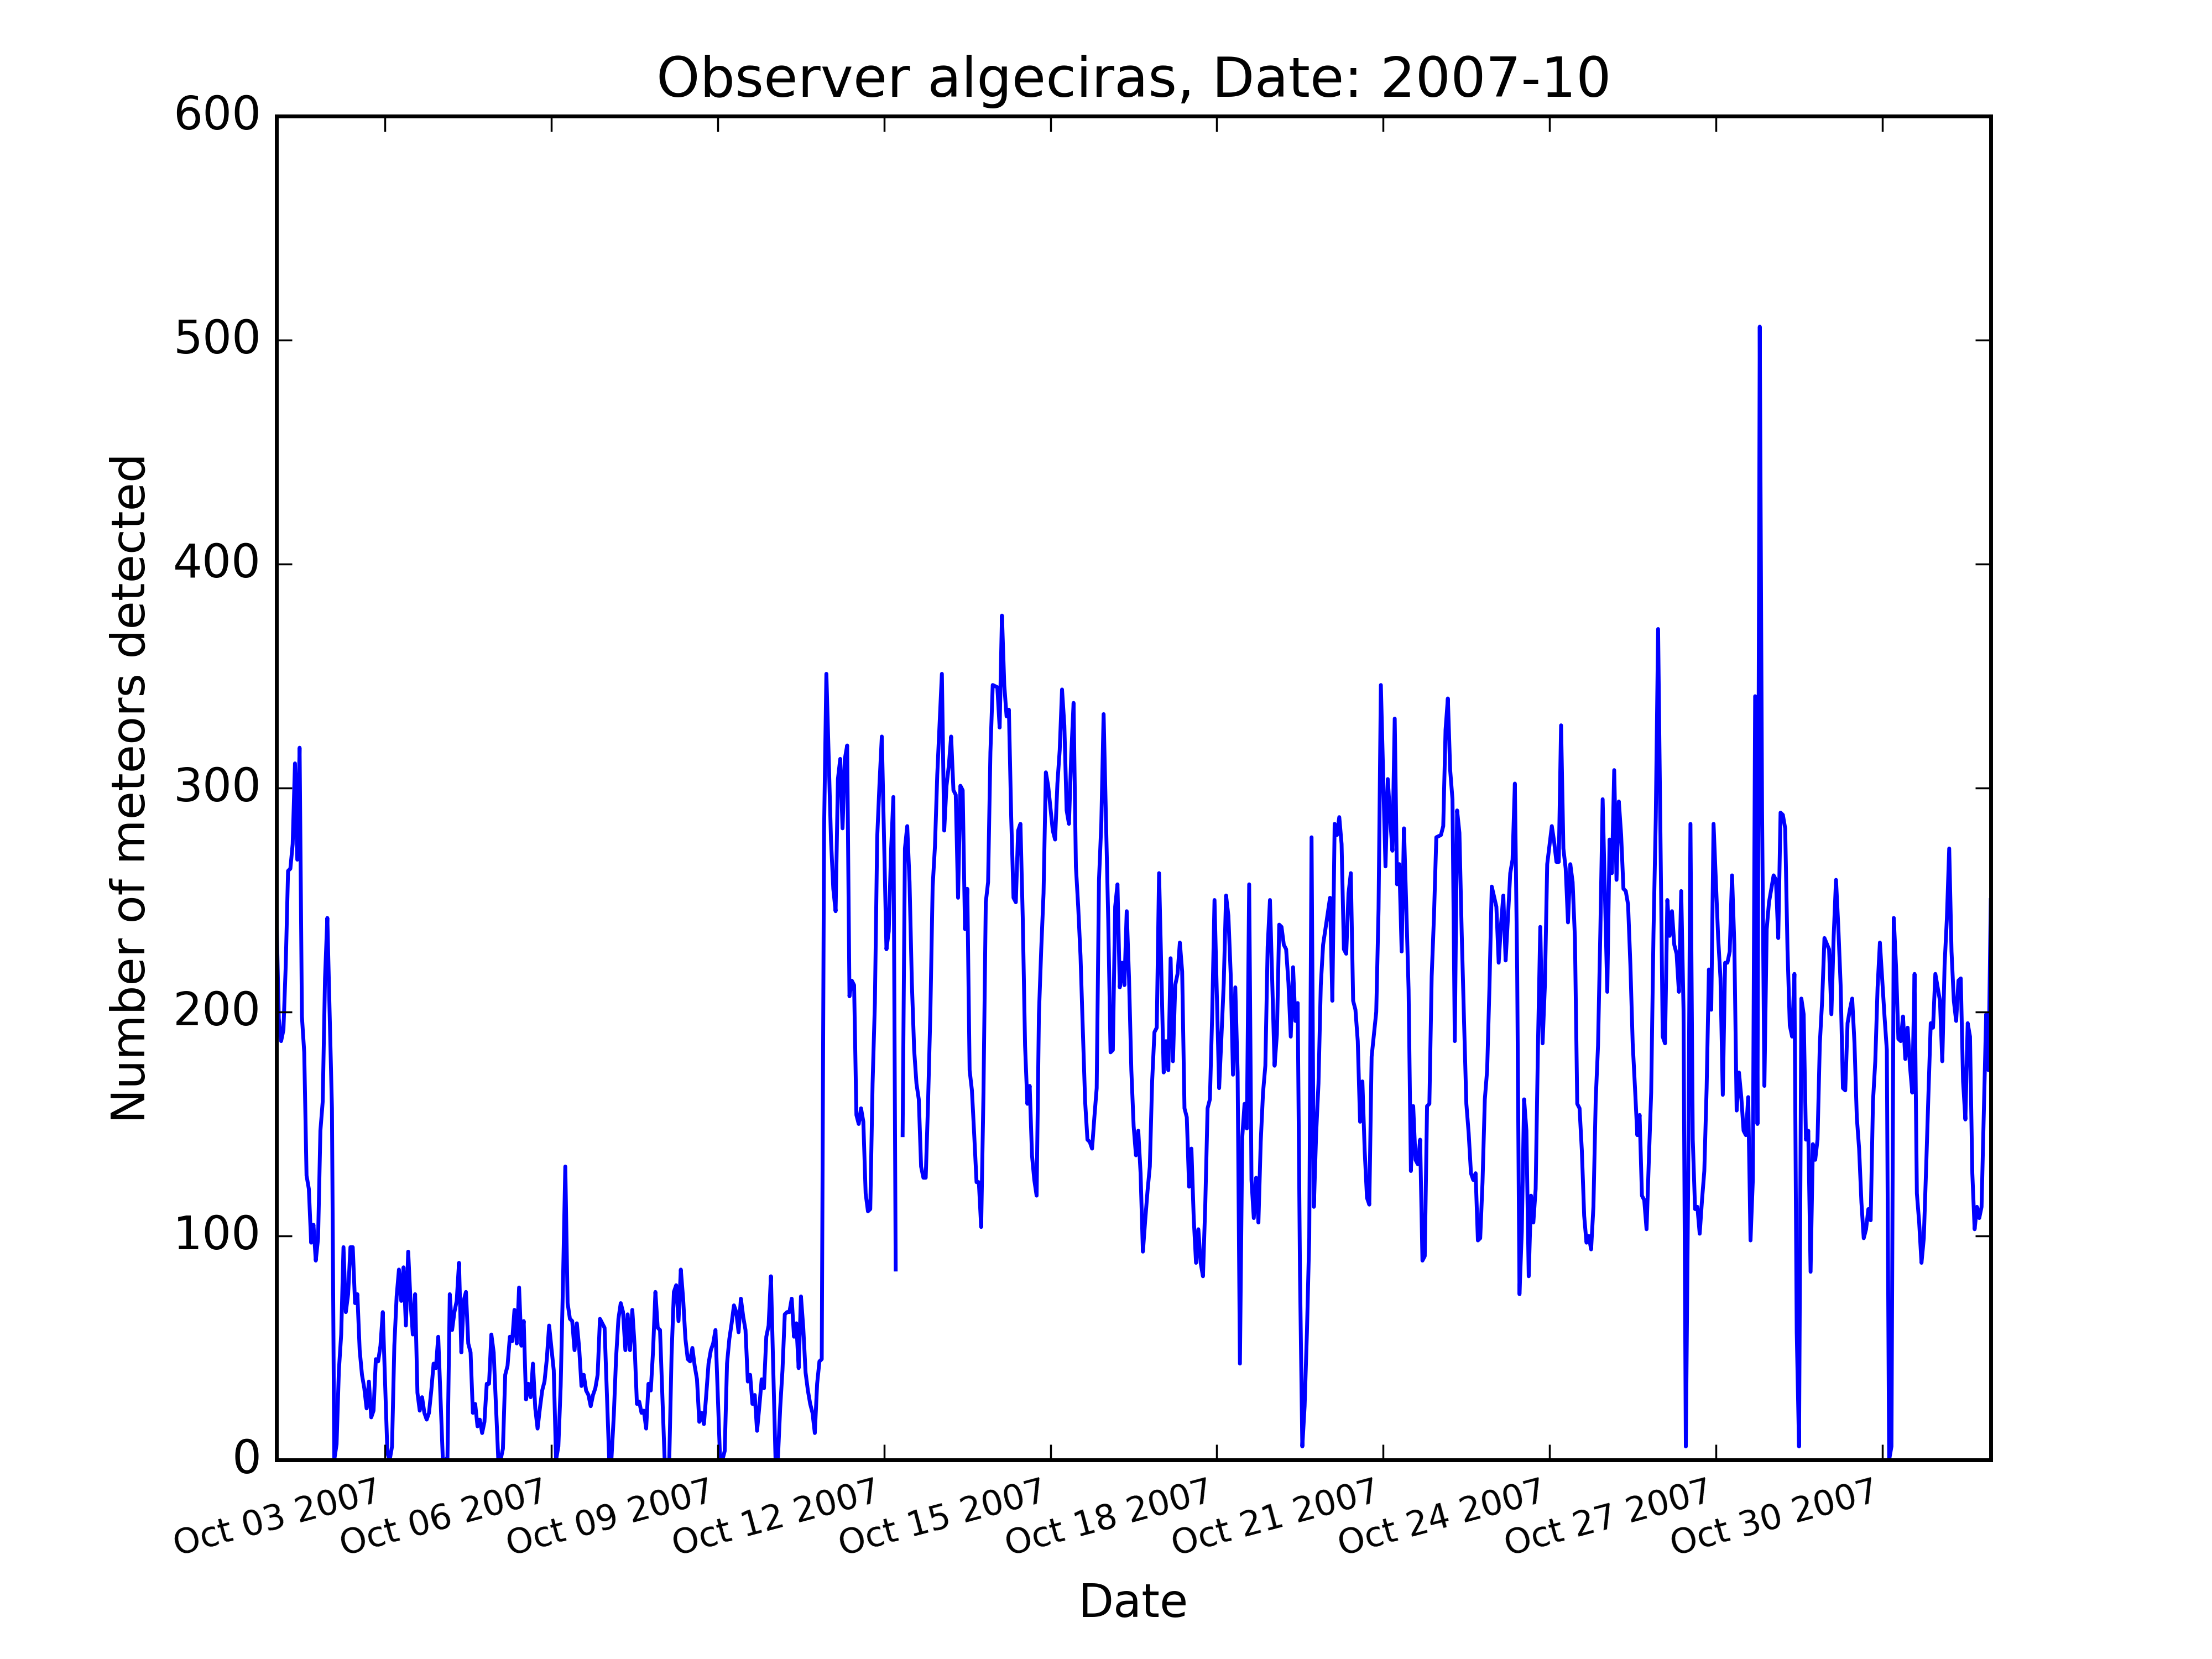 Observer algeciras, Date: 2007-10
Number of meteors detected
600
500
400
300
200
100
0
Oct 03 2007
Oct 06 2007
Oct 09 2007
Oct 12 2007
Oct 15 2007
Oct 18 2007
Oct 21 2007
Oct 24 2007
Oct 27 2007
Oct 30 2007
Date